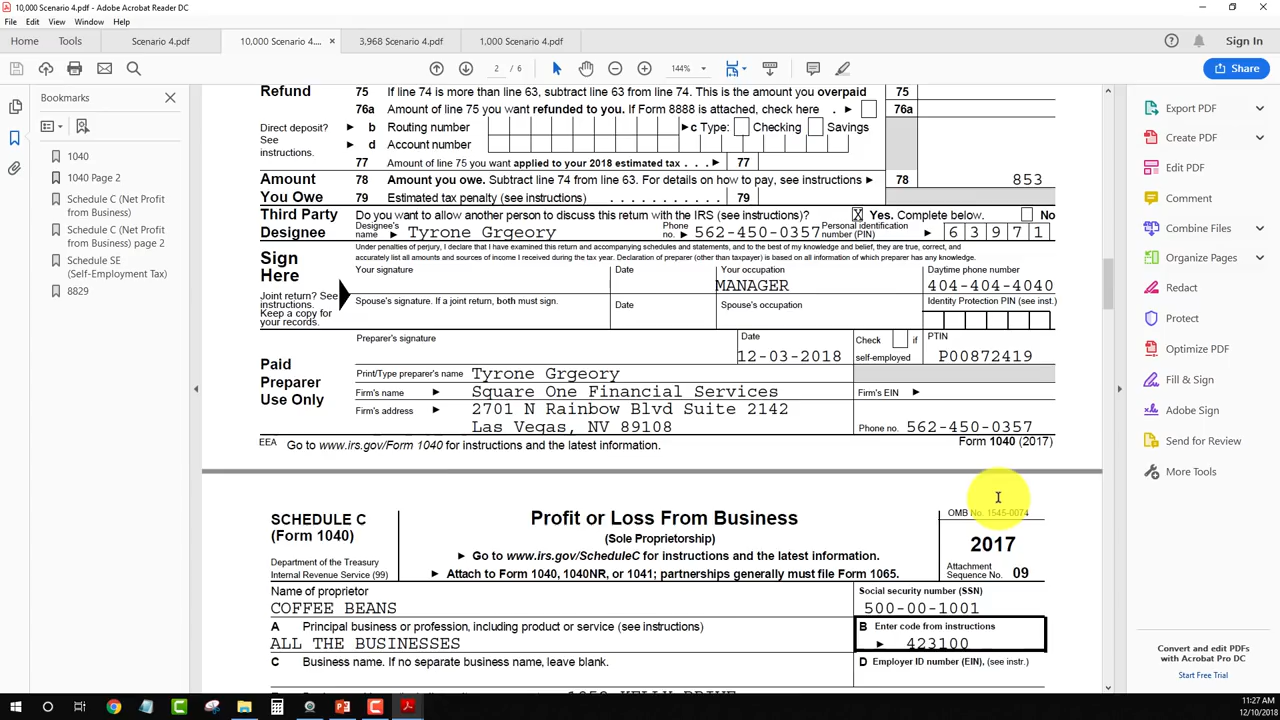 10,000 Scenario 4.pdf - Adobe Acrobat Reader DC
File Edit View Window Help
Home Tools Scenario 4.pdf 10,000 Scenario 4.... × 3,968 Scenario 4.pdf 1,000 Scenario 4.pdf Sign In
2 / 6 144% Share
Bookmarks
1040
1040 Page 2
Schedule C (Net Profit
from Business)
Schedule C (Net Profit
from Business) page 2
Schedule SE
(Self-Employment Tax)
8829
Refund 75 If line 74 is more than line 63, subtract line 63 from line 74. This is the amount you overpaid 75
76a Amount of line 75 you want refunded to you. If Form 8888 is attached, check here . ► 76a
Direct deposit? ► b Routing number ►c Type: Checking Savings
See
instructions. ► d Account number
77 Amount of line 75 you want applied to your 2018 estimated tax . . . ► 77
Amount 78 Amount you owe. Subtract line 74 from line 63. For details on how to pay, see instructions ► 78 853
You Owe 79 Estimated tax penalty (see instructions) . . . . . . . . . . . 79
Third Party Do you want to allow another person to discuss this return with the IRS (see instructions)? X Yes. Complete below. No
Designee Designee's name ► Tyrone Grgeory Phone no. ► 562-450-0357 Personal identification number (PIN) ► 6 3 9 7 1
Sign Here
Under penalties of perjury, I declare that I have examined this return and accompanying schedules and statements, and to the best of my knowledge and belief, they are true, correct, and
accurately list all amounts and sources of income I received during the tax year. Declaration of preparer (other than taxpayer) is based on all information of which preparer has any knowledge.
Your signature Date Your occupation Daytime phone number
MANAGER 404-404-4040
Joint return? See
instructions.
Keep a copy for
your records.
Spouse's signature. If a joint return, both must sign. Date Spouse's occupation Identity Protection PIN (see inst.)
Paid
Preparer
Use Only
Preparer's signature Date Check if self-employed PTIN
12-03-2018 P00872419
Print/Type preparer's name Tyrone Grgeory
Firm's name ► Square One Financial Services Firm's EIN ►
Firm's address ► 2701 N Rainbow Blvd Suite 2142
Las Vegas, NV 89108 Phone no. 562-450-0357
EEA Go to www.irs.gov/Form 1040 for instructions and the latest information. Form 1040 (2017)
SCHEDULE C
(Form 1040)
Department of the Treasury
Internal Revenue Service (99)
Profit or Loss From Business
(Sole Proprietorship)
► Go to www.irs.gov/ScheduleC for instructions and the latest information.
► Attach to Form 1040, 1040NR, or 1041; partnerships generally must file Form 1065.
OMB No. 1545-0074
2017
Attachment
Sequence No. 09
Name of proprietor Social security number (SSN)
COFFEE BEANS 500-00-1001
A Principal business or profession, including product or service (see instructions) B Enter code from instructions
ALL THE BUSINESSES ► 423100
C Business name. If no separate business name, leave blank. D Employer ID number (EIN), (see instr.)
1050 KELLY DRIVE
Export PDF
Create PDF
Edit PDF
Comment
Combine Files
Organize Pages
Redact
Protect
Optimize PDF
Fill & Sign
Adobe Sign
Send for Review
More Tools
Convert and edit PDFs
with Acrobat Pro DC
Start Free Trial
11:27 AM
12/10/2018